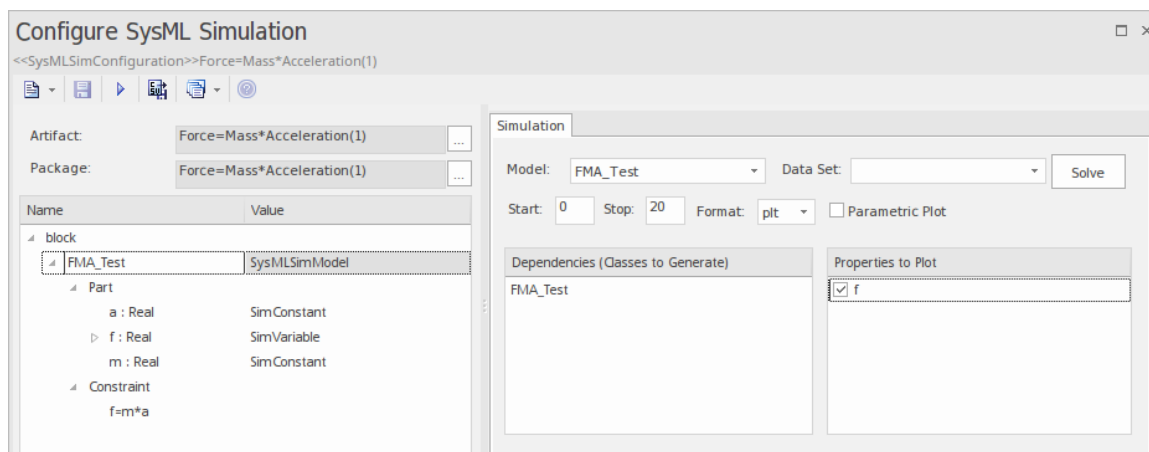 Configure SysML Simulation
<<SysMLSimConfiguration>>Force=Mass*Acceleration(1)
Artifact: Force=Mass*Acceleration(1) ...
Package: Force=Mass*Acceleration(1) ...
Name Value
block
FMA_Test SysMLSimModel
Part
a : Real SimConstant
f : Real SimVariable
m : Real SimConstant
Constraint
f=m*a
Simulation
Model: FMA_Test Data Set: Solve
Start: 0 Stop: 20 Format: plt Parametric Plot
Dependencies (Classes to Generate) Properties to Plot
FMA_Test f